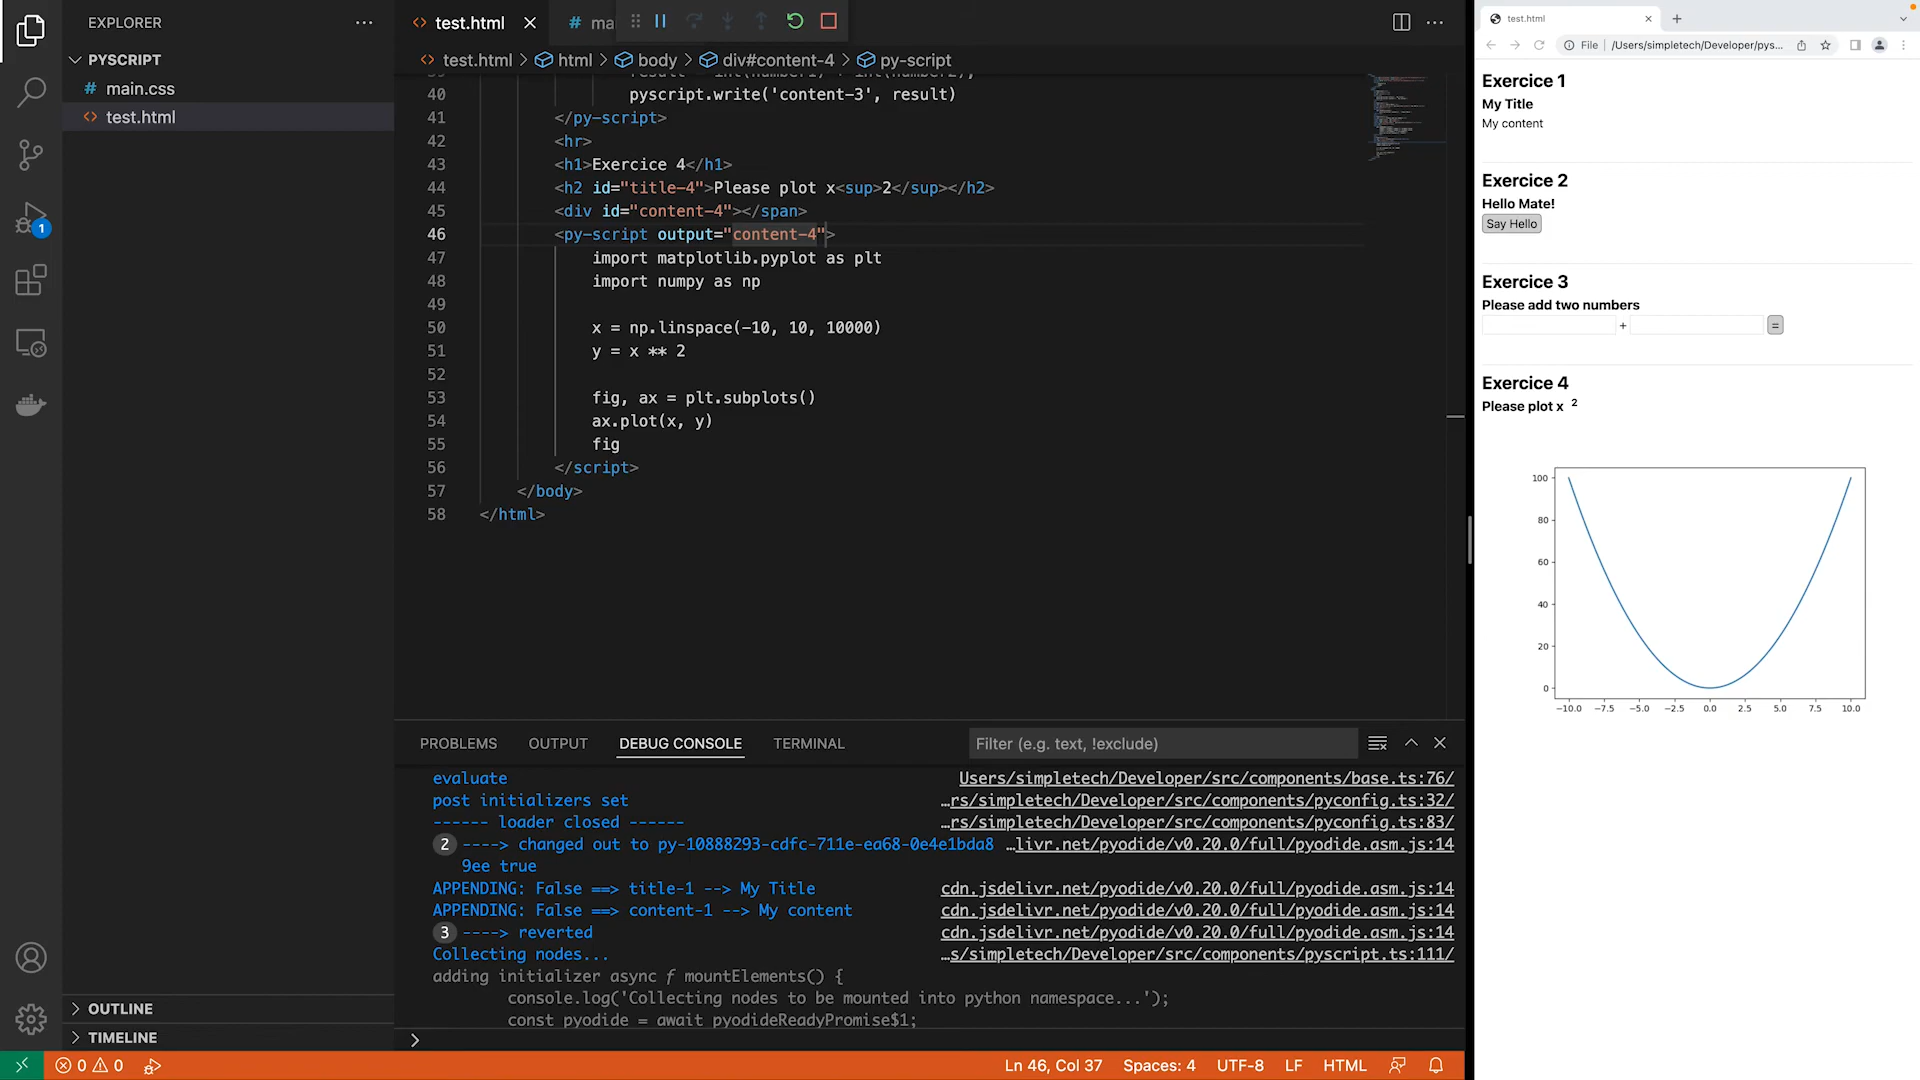 EXPLORER
PYSCRIPT
main.css
test.html
OUTLINE
TIMELINE
test.html
ma
test.html > html > body > div#content-4 > py-script
40 pyscript.write('content-3', result)
41 </py-script>
42 <hr>
43 <h1>Exercice 4</h1>
44 <h2 id="title-4">Please plot x<sup>2</sup></h2>
45 <div id="content-4"></span>
46 <py-script output="content-4">
47 import matplotlib.pyplot as plt
48 import numpy as np
49
50 x = np.linspace(-10, 10, 10000)
51 y = x ** 2
52
53 fig, ax = plt.subplots()
54 ax.plot(x, y)
55 fig
56 </script>
57 </body>
58 </html>
PROBLEMS OUTPUT DEBUG CONSOLE TERMINAL Filter (e.g. text, !exclude)
evaluate Users/simpletech/Developer/src/components/base.ts:76/
post initializers set …rs/simpletech/Developer/src/components/pyconfig.ts:32/
------ loader closed ------ …rs/simpletech/Developer/src/components/pyconfig.ts:83/
2 ----> changed out to py-10888293-cdfc-711e-ea68-0e4e1bda8 …livr.net/pyodide/v0.20.0/full/pyodide.asm.js:14
9ee true
APPENDING: False ==> title-1 --> My Title cdn.jsdelivr.net/pyodide/v0.20.0/full/pyodide.asm.js:14
APPENDING: False ==> content-1 --> My content cdn.jsdelivr.net/pyodide/v0.20.0/full/pyodide.asm.js:14
3 ----> reverted cdn.jsdelivr.net/pyodide/v0.20.0/full/pyodide.asm.js:14
Collecting nodes... …s/simpletech/Developer/src/components/pyscript.ts:111/
adding initializer async ƒ mountElements() {
console.log('Collecting nodes to be mounted into python namespace...');
const pyodide = await pyodideReadyPromise$1;
1
0 0
Ln 46, Col 37 Spaces: 4 UTF-8 LF HTML
test.html
File | /Users/simpletech/Developer/pys...
Exercice 1
My Title
My content
Exercice 2
Hello Mate!
Say Hello
Exercice 3
Please add two numbers
+ =
Exercice 4
Please plot x 2
100
80
60
40
20
0
−10.0 −7.5 −5.0 −2.5 0.0 2.5 5.0 7.5 10.0